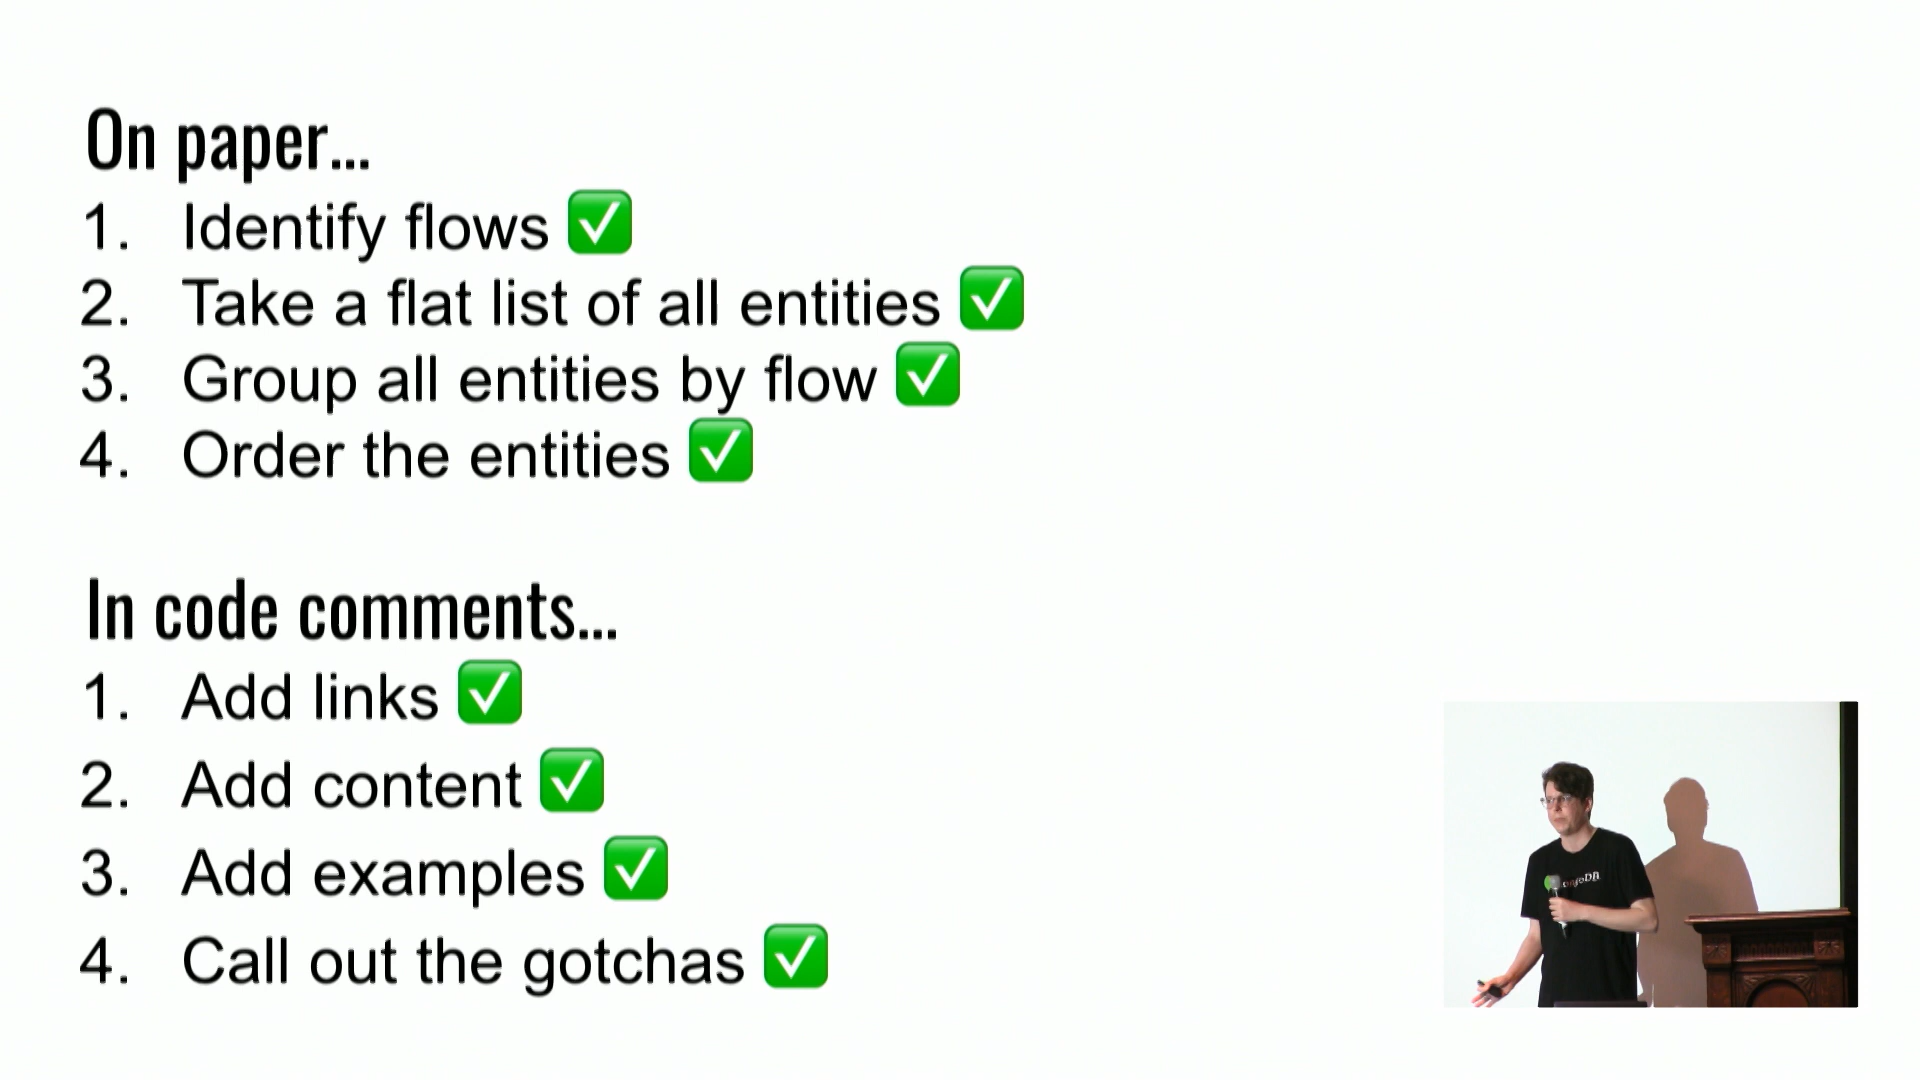 On paper...
1. Identify flows ✅
2. Take a flat list of all entities ✅
3. Group all entities by flow ✅
4. Order the entities ✅
In code comments...
1. Add links ✅
2. Add content ✅
3. Add examples ✅
4. Call out the gotchas ✅